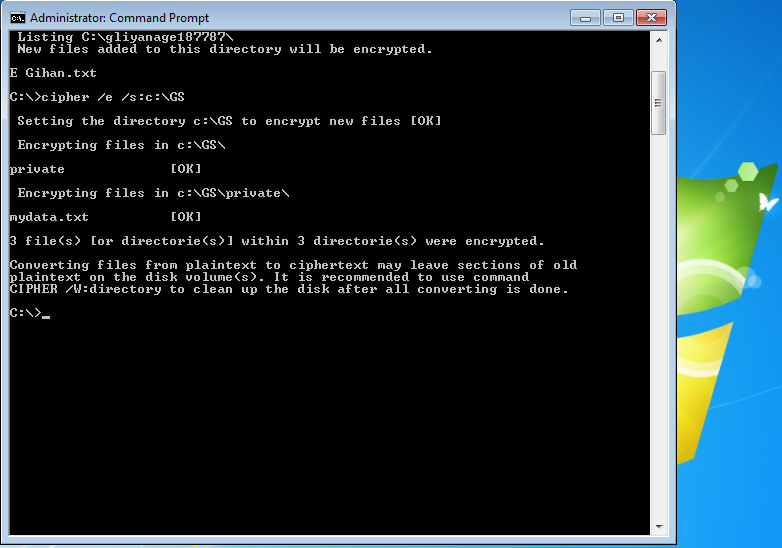 Administrator: Command Prompt
Listing C:\gliyanage187787\
New files added to this directory will be encrypted.
E Gihan.txt
C:\>cipher /e /s:c:\GS
Setting the directory c:\GS to encrypt new files [OK]
Encrypting files in c:\GS\
private [OK]
Encrypting files in c:\GS\private\
mydata.txt [OK]
3 file(s) [or directorie(s)] within 3 directorie(s) were encrypted.
Converting files from plaintext to ciphertext may leave sections of old
plaintext on the disk volume(s). It is recommended to use command
CIPHER /W:directory to clean up the disk after all converting is done.
C:\>_